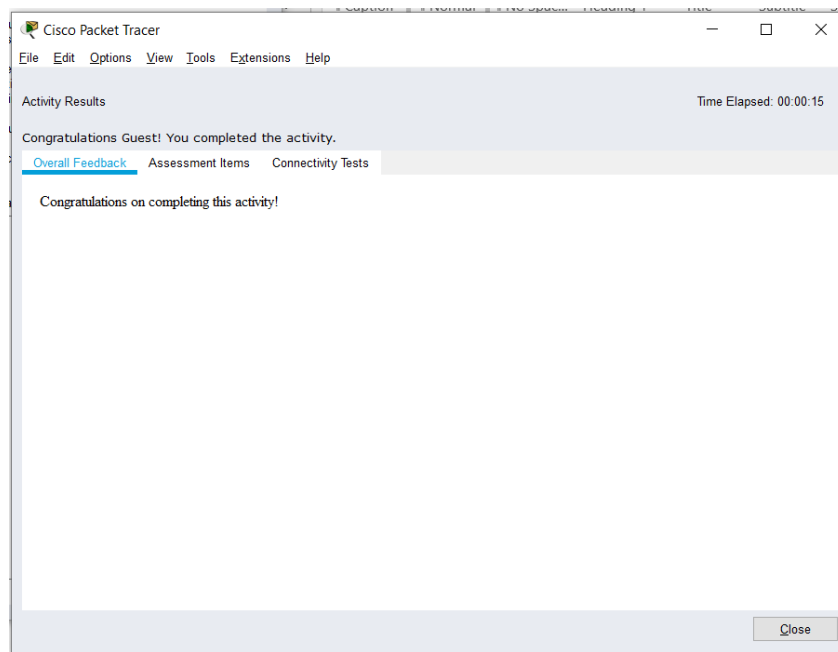 Cisco Packet Tracer
File Edit Options View Tools Extensions Help
Activity Results
Time Elapsed: 00:00:15
Congratulations Guest! You completed the activity.
Overall Feedback Assessment Items Connectivity Tests
Congratulations on completing this activity!
Close